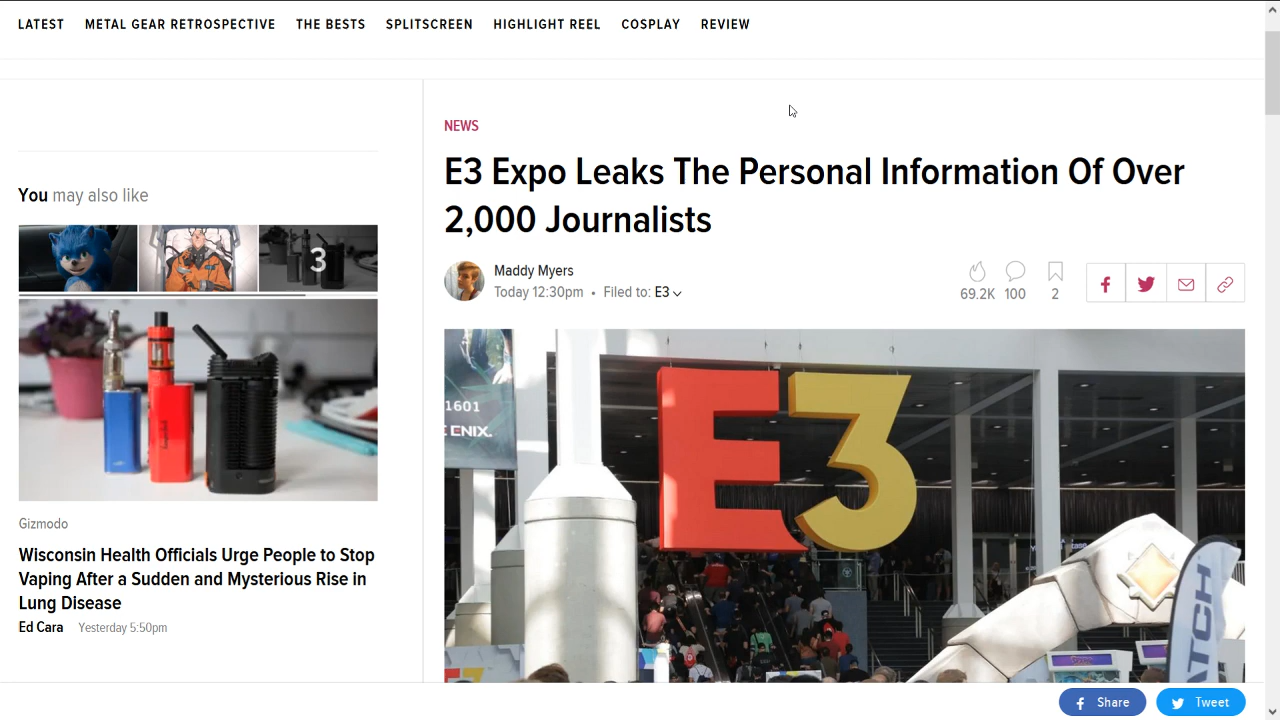 LATEST METAL GEAR RETROSPECTIVE THE BESTS SPLITSCREEN HIGHLIGHT REEL COSPLAY REVIEW
You may also like
3
Gizmodo
Wisconsin Health Officials Urge People to Stop
Vaping After a Sudden and Mysterious Rise in
Lung Disease
Ed Cara Yesterday 5:50pm
NEWS
E3 Expo Leaks The Personal Information Of Over
2,000 Journalists
Maddy Myers
Today 12:30pm • Filed to: E3
69.2K 100 2
1601
ENIX.
E3
ATCH
Share Tweet